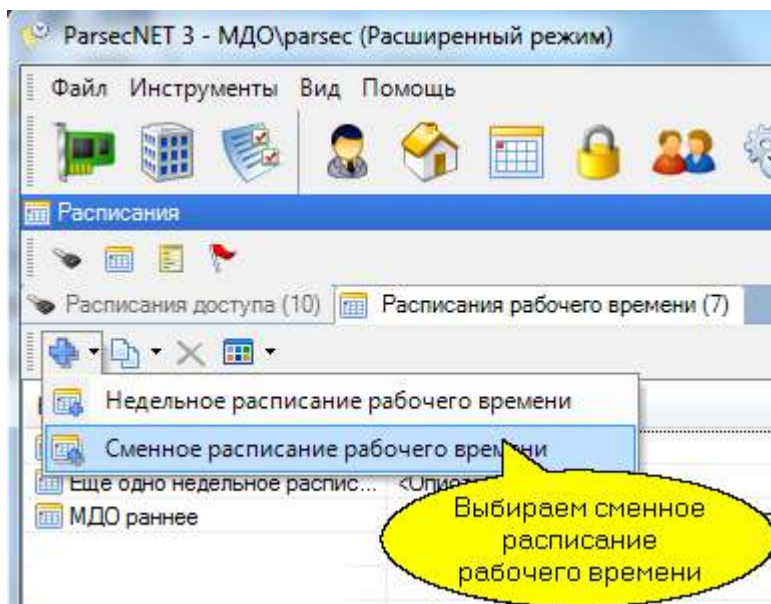 ParsecNET 3 - МДО\parsec (Расширенный режим)
Файл Инструменты Вид Помощь
Расписания
Расписания доступа (10) Расписания рабочего времени (7)
Недельное расписание рабочего времени
Сменное расписание рабочего времени
Еще одно недельное распис...
МДО раннее
Выбираем сменное
расписание
рабочего времени